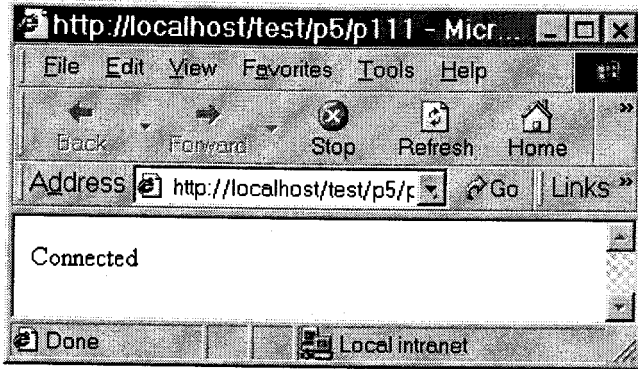 http://localhost/test/p5/p111 - Micr...
File Edit View Favorites Tools Help
Back Forward Stop Refresh Home »
Address http://localhost/test/p5/p Go Links »
Connected
Done Local intranet